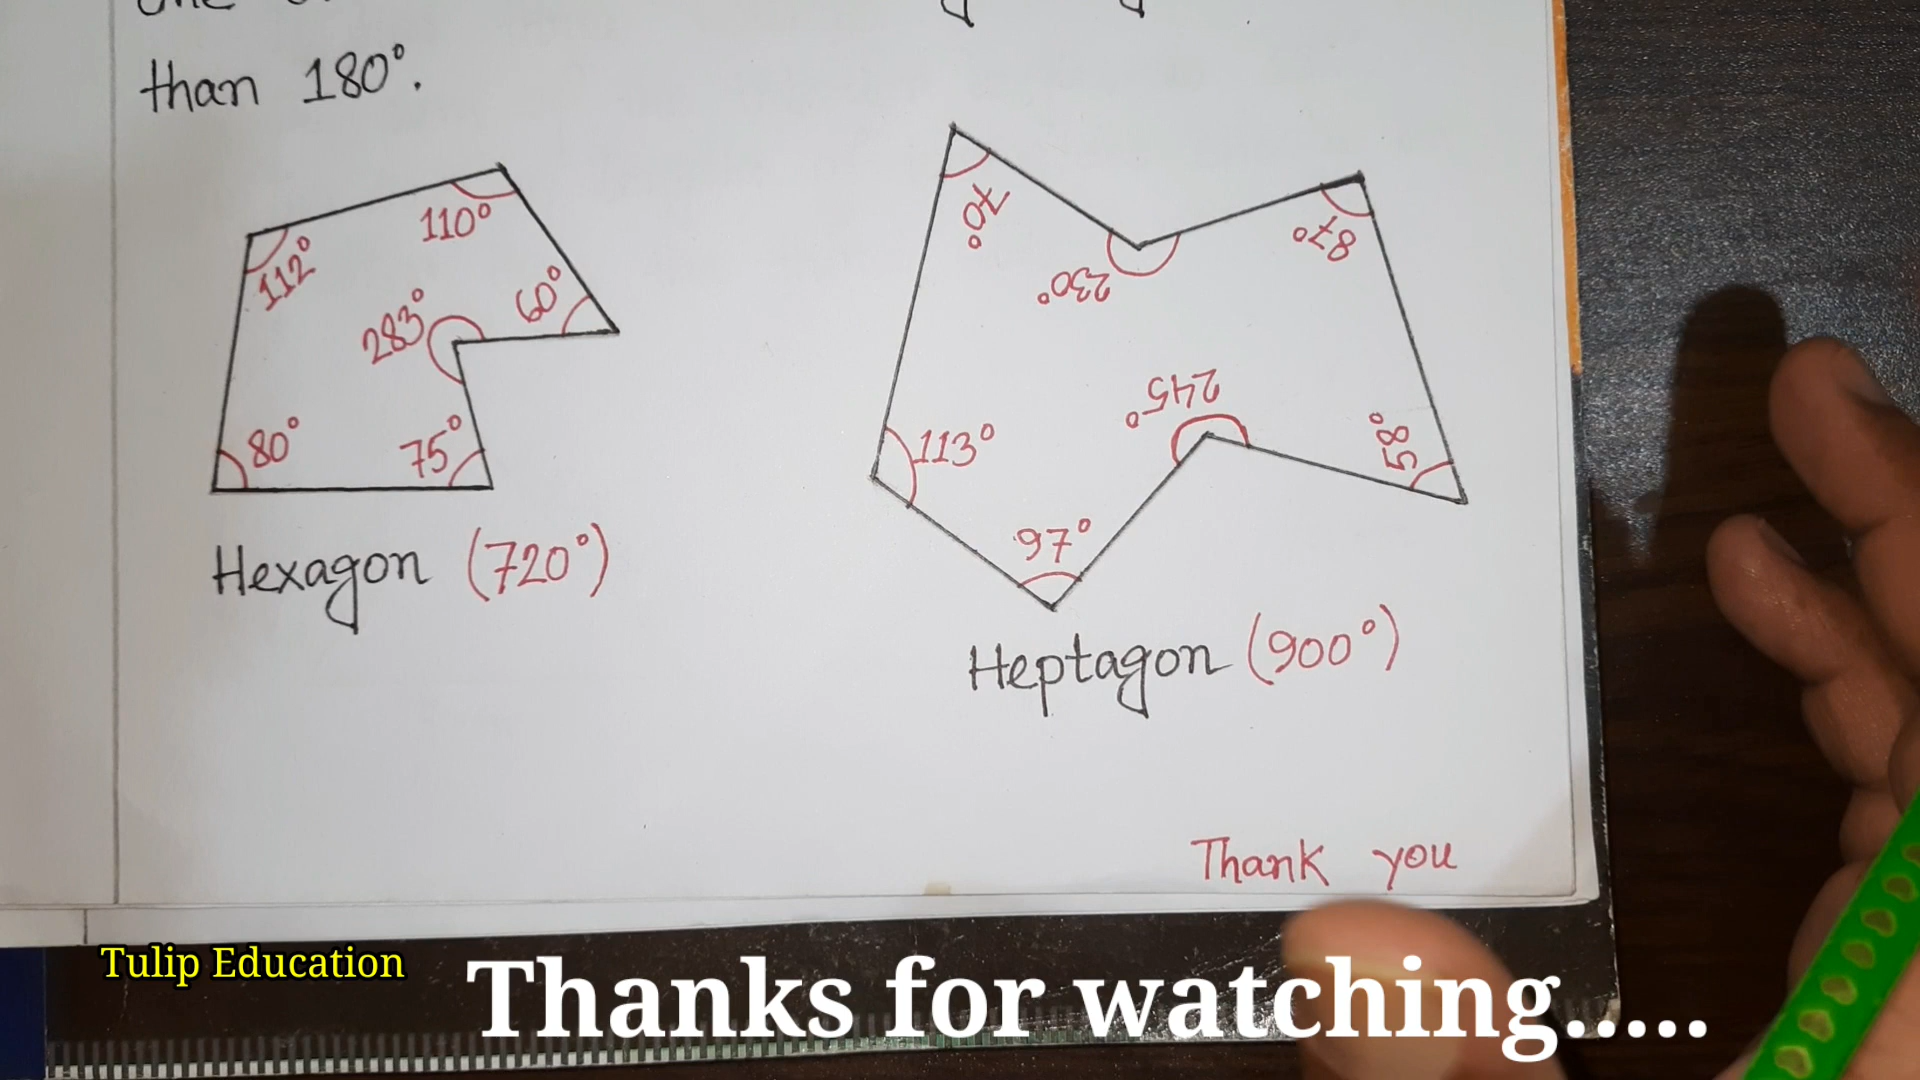 than 180°.
110°
112°
60°
283°
80°
75°
Hexagon (720°)
70°
87°
230°
245°
113°
58°
97°
Heptagon (900°)
Thank you
Tulip Education
Thanks for watching.....